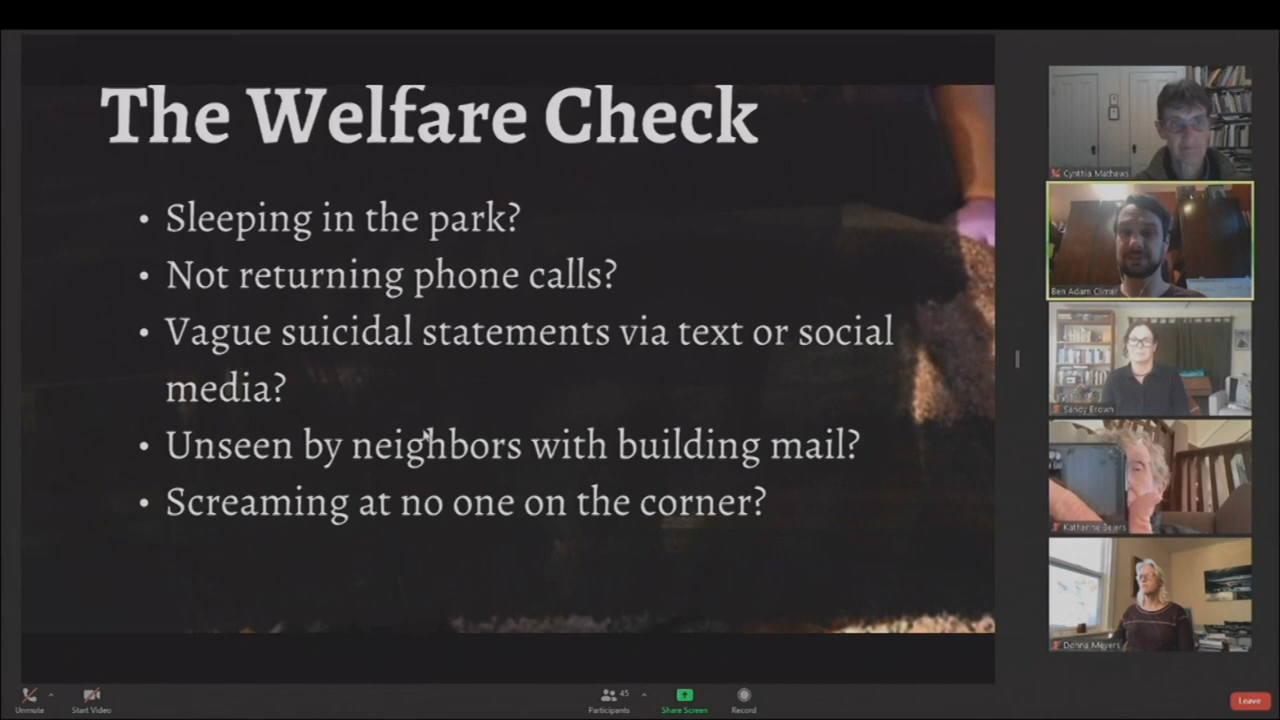 The Welfare Check
• Sleeping in the park?
• Not returning phone calls?
• Vague suicidal statements via text or social
media?
• Unseen by neighbors with building mail?
• Screaming at no one on the corner?
Cynthia Mathews
Ben Adam Climer
Sandy Brown
Katherine Beiers
Donna Meyers
Unmute
Start Video
45
Participants
Share Screen
Record
Leave